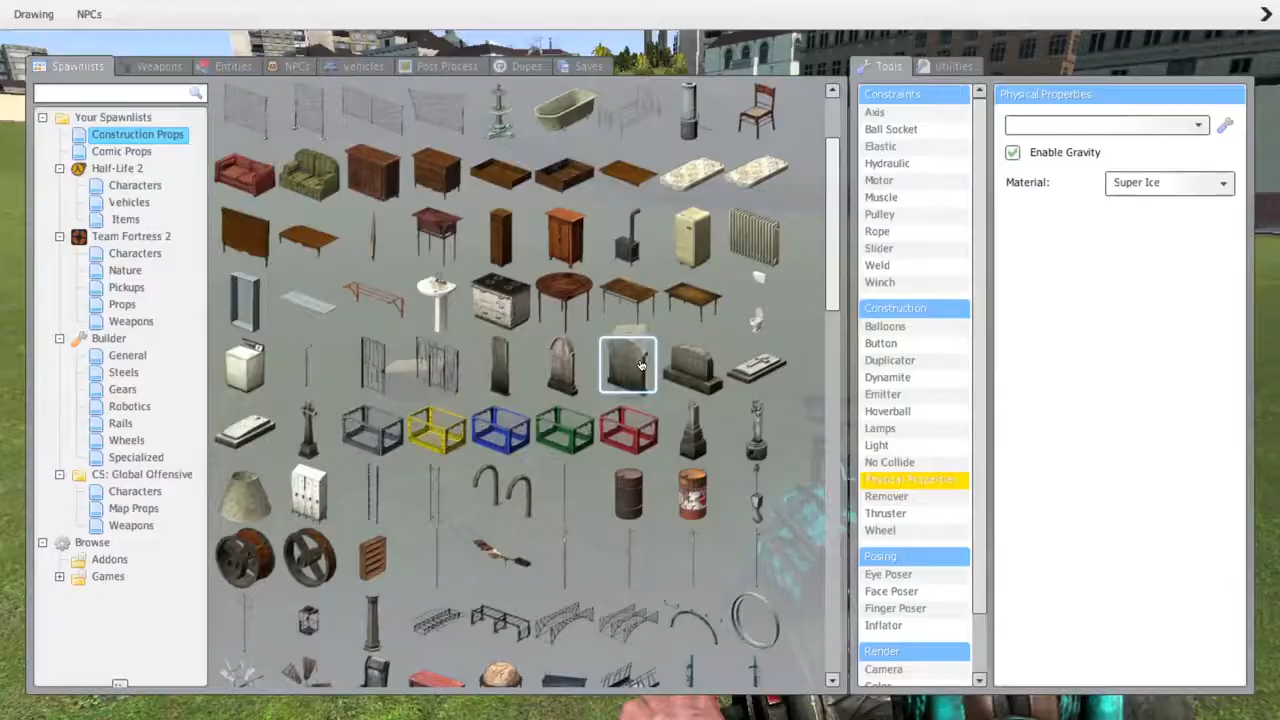 Drawing NPCs
Spawnlists Weapons Entities NPCs Vehicles Post Process Dupes Saves
Tools Utilities
Your Spawnlists
Construction Props
Comic Props
Half-Life 2
Characters
Vehicles
Items
Team Fortress 2
Characters
Nature
Pickups
Props
Weapons
Builder
General
Steels
Gears
Robotics
Rails
Wheels
Specialized
CS: Global Offensive
Characters
Map Props
Weapons
Browse
Addons
Games
Constraints
Axis
Ball Socket
Elastic
Hydraulic
Motor
Muscle
Pulley
Rope
Slider
Weld
Winch
Construction
Balloons
Button
Duplicator
Dynamite
Emitter
Hoverball
Lamps
Light
No Collide
Physical Properties
Remover
Thruster
Wheel
Posing
Eye Poser
Face Poser
Finger Poser
Inflator
Render
Camera
Color
Physical Properties
Enable Gravity
Material: Super Ice